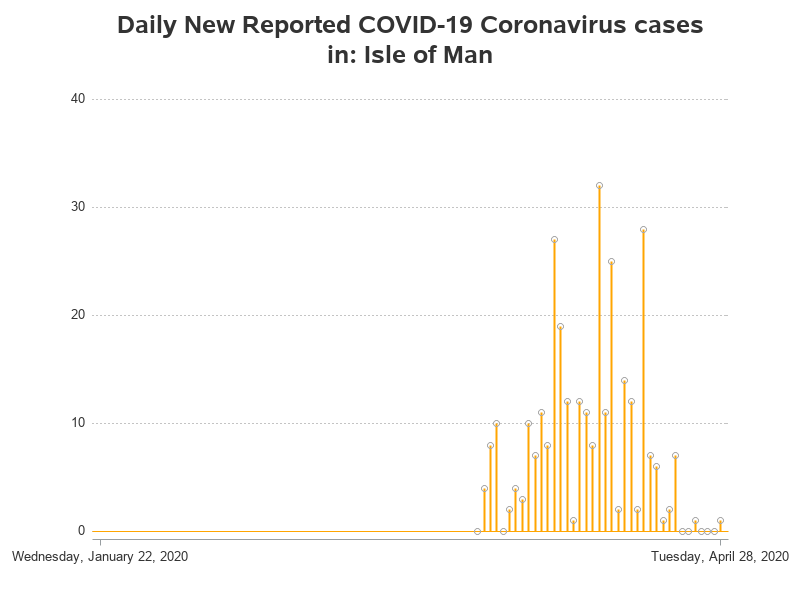 Daily New Reported COVID-19 Coronavirus cases
in: Isle of Man
40
30
20
10
0
Wednesday, January 22, 2020
Tuesday, April 28, 2020